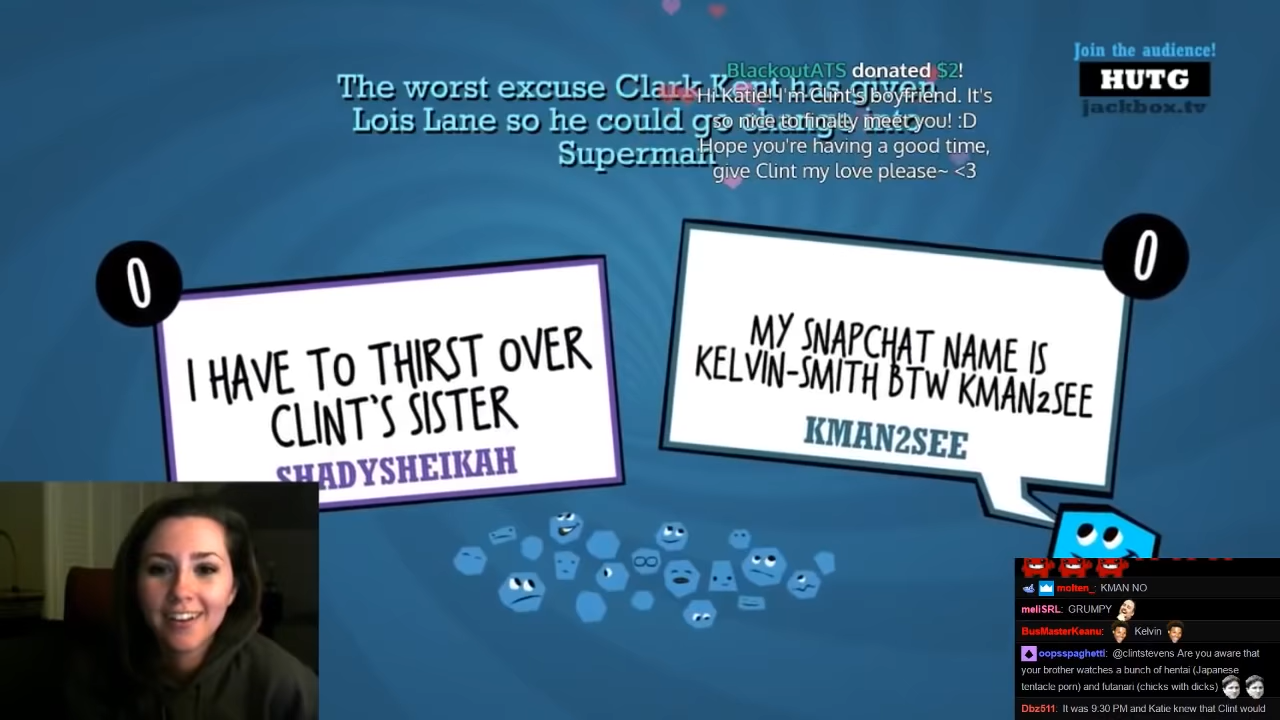 Join the audience!
HUTG
jackbox.tv
BlackoutATS donated $2!
Hi Katie! I'm Clint's boyfriend. It's
so nice to finally meet you! :D
Hope you're having a good time,
give Clint my love please~ <3
The worst excuse Clark Kent has given
Lois Lane so he could go change into
Superman
0
I HAVE TO THIRST OVER
CLINT'S SISTER
SHADYSHEIKAH
0
MY SNAPCHAT NAME IS
KELVIN-SMITH BTW KMAN2SEE
KMAN2SEE
molten_: KMAN NO
meliSRL: GRUMPY
BusMasterKeanu: Kelvin
oopsspaghetti: @clintstevens Are you aware that
your brother watches a bunch of hentai (Japanese
tentacle porn) and futanari (chicks with dicks)
Dbz511: It was 9:30 PM and Katie knew that Clint would